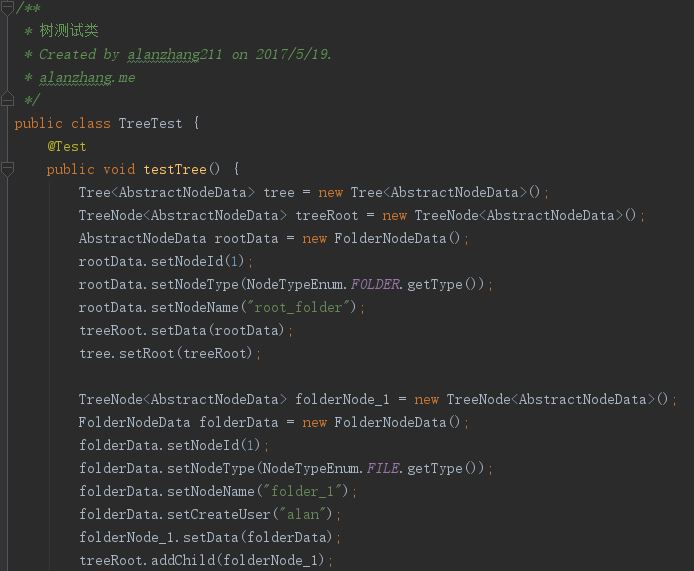 /**
 * 树测试类
 * Created by alanzhang211 on 2017/5/19.
 * alanzhang.me
 */
public class TreeTest {
    @Test
    public void testTree() {
        Tree<AbstractNodeData> tree = new Tree<AbstractNodeData>();
        TreeNode<AbstractNodeData> treeRoot = new TreeNode<AbstractNodeData>();
        AbstractNodeData rootData = new FolderNodeData();
        rootData.setNodeId(1);
        rootData.setNodeType(NodeTypeEnum.FOLDER.getType());
        rootData.setNodeName("root_folder");
        treeRoot.setData(rootData);
        tree.setRoot(treeRoot);

        TreeNode<AbstractNodeData> folderNode_1 = new TreeNode<AbstractNodeData>();
        FolderNodeData folderData = new FolderNodeData();
        folderData.setNodeId(1);
        folderData.setNodeType(NodeTypeEnum.FILE.getType());
        folderData.setNodeName("folder_1");
        folderData.setCreateUser("alan");
        folderNode_1.setData(folderData);
        treeRoot.addChild(folderNode_1);